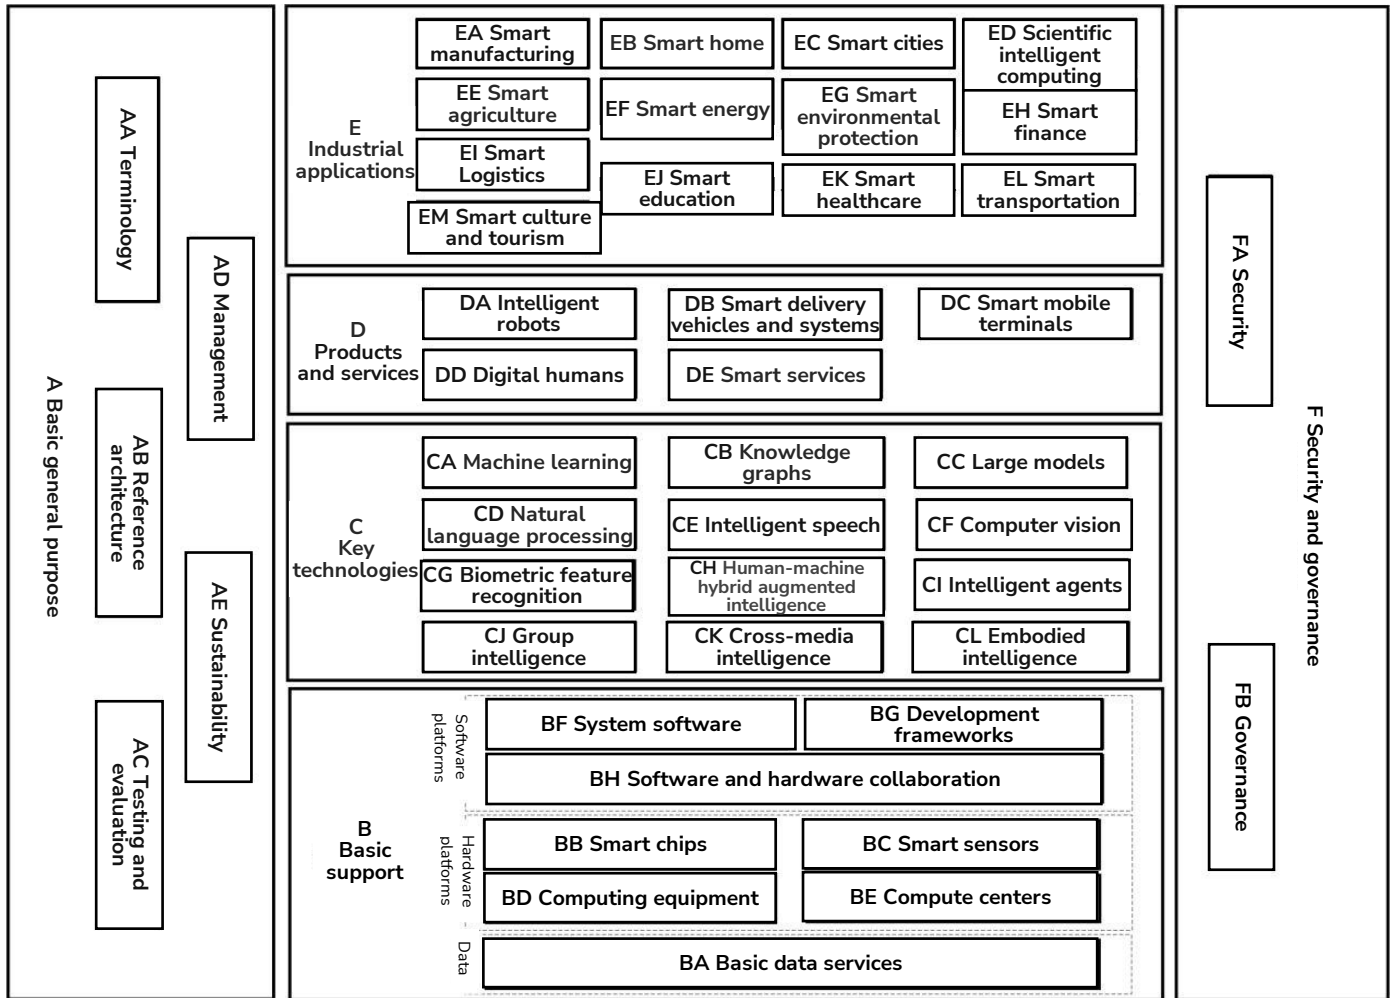 A Basic general purpose
AA Terminology
AB Reference
architecture
AC Testing and
evaluation
AD Management
AE Sustainability
E
Industrial
applications
EA Smart
manufacturing
EB Smart home
EC Smart cities
ED Scientific
intelligent
computing
EE Smart
agriculture
EF Smart energy
EG Smart
environmental
protection
EH Smart
finance
EI Smart
Logistics
EJ Smart
education
EK Smart
healthcare
EL Smart
transportation
EM Smart culture
and tourism
D
Products
and services
DA Intelligent
robots
DB Smart delivery
vehicles and systems
DC Smart mobile
terminals
DD Digital humans
DE Smart services
C
Key
technologies
CA Machine learning
CB Knowledge
graphs
CC Large models
CD Natural
language processing
CE Intelligent speech
CF Computer vision
CG Biometric feature
recognition
CH Human-machine
hybrid augmented
intelligence
CI Intelligent agents
CJ Group
intelligence
CK Cross-media
intelligence
CL Embodied
intelligence
B
Basic
support
Software
platforms
BF System software
BG Development
frameworks
BH Software and hardware collaboration
Hardware
platforms
BB Smart chips
BC Smart sensors
BD Computing equipment
BE Compute centers
Data
BA Basic data services
FA Security
FB Governance
F Security and governance